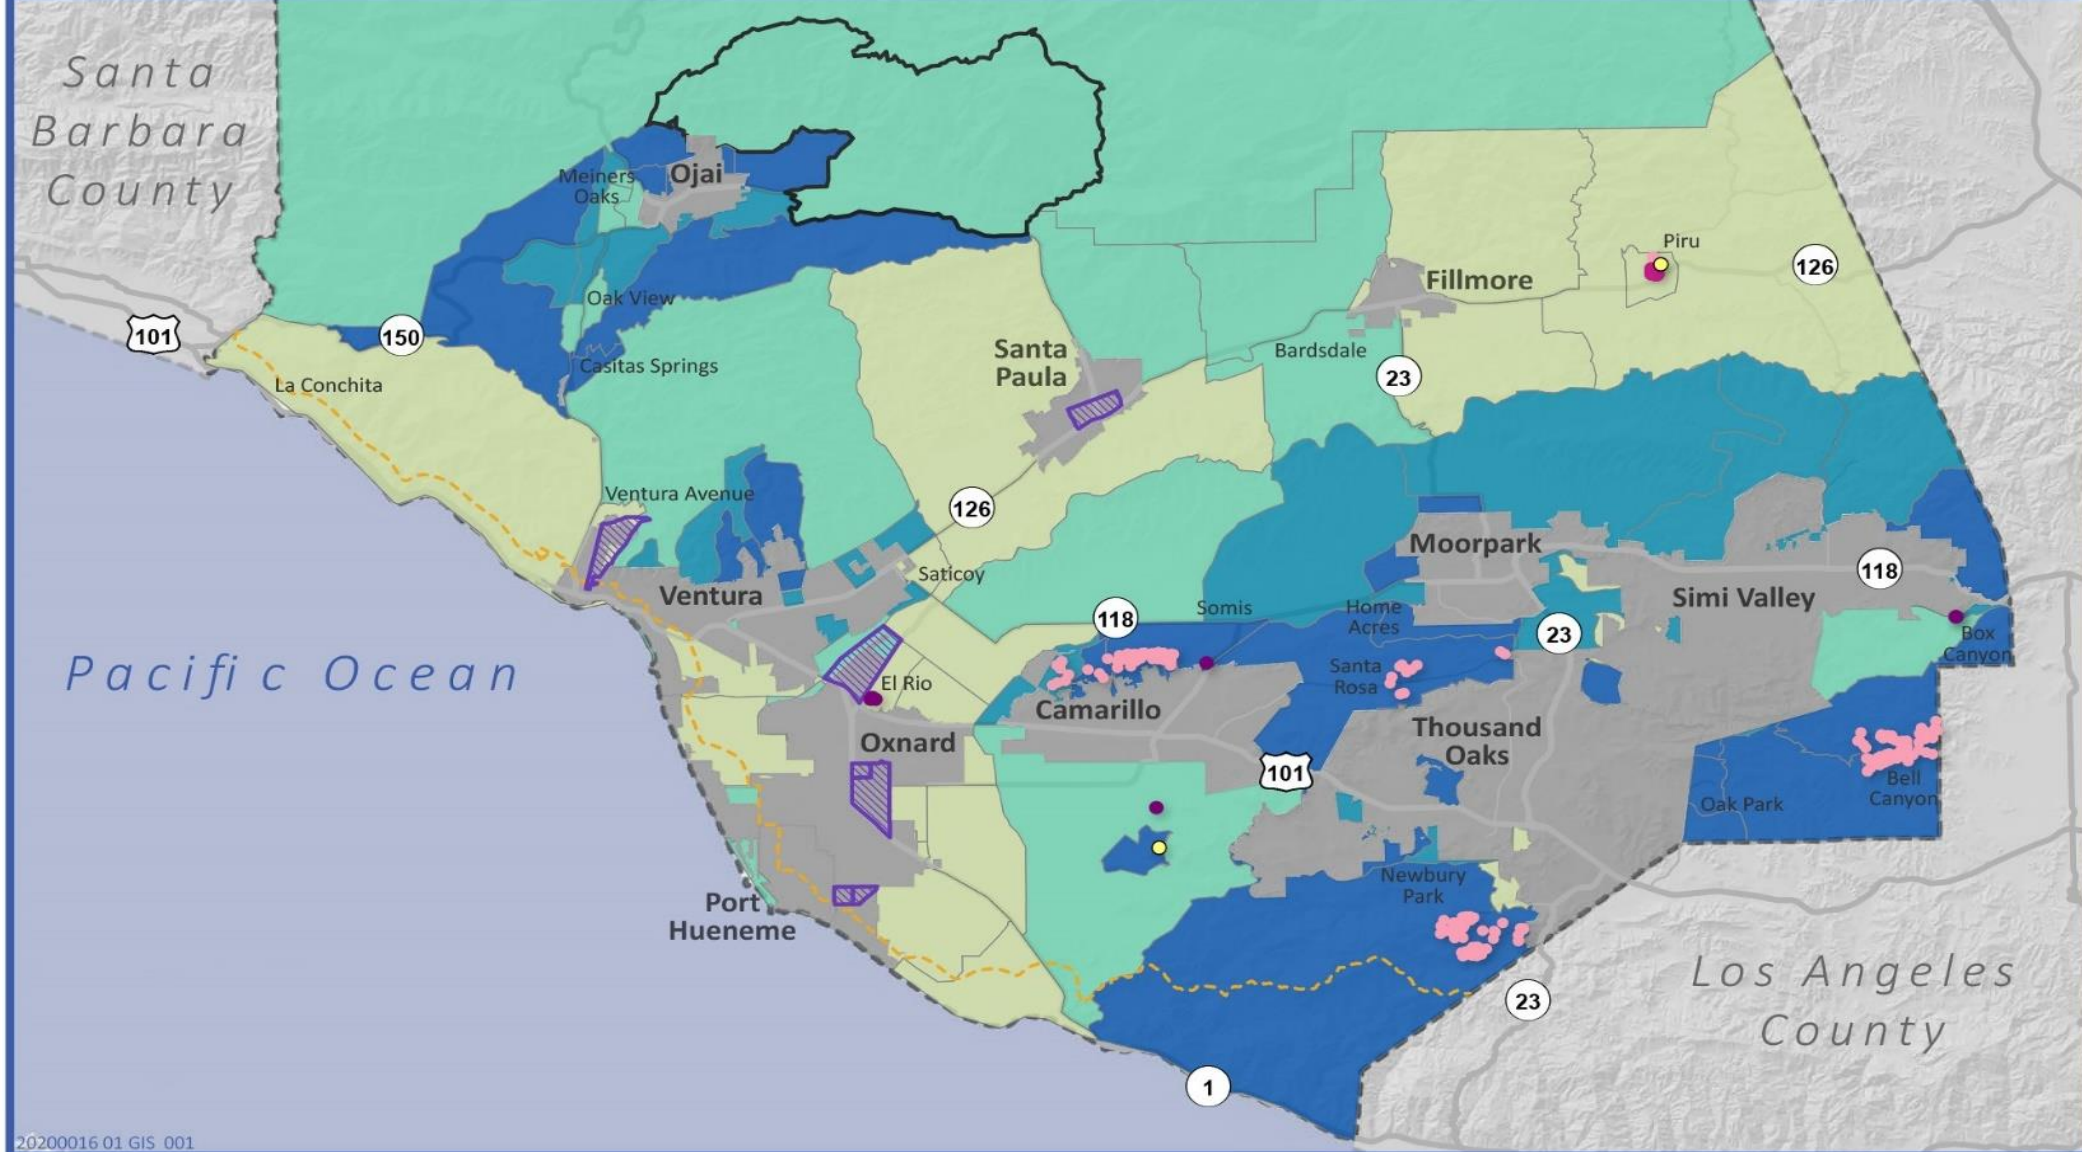 Santa
Barbara
County
Ojai
Meiners
Oaks
Piru
126
Fillmore
Oak View
101
150
Santa
Paula
Bardsdale
Casitas Springs
23
La Conchita
Ventura Avenue
126
Moorpark
118
Saticoy
Ventura
Simi Valley
118
Somis
Home
Acres
23
Box
Canyon
Pacific Ocean
El Rio
Santa
Rosa
Camarillo
Thousand
Oaks
Oxnard
101
Bell
Canyon
Oak Park
Newbury
Park
Port
Hueneme
Los Angeles
County
23
1
20200016 01 GIS 001